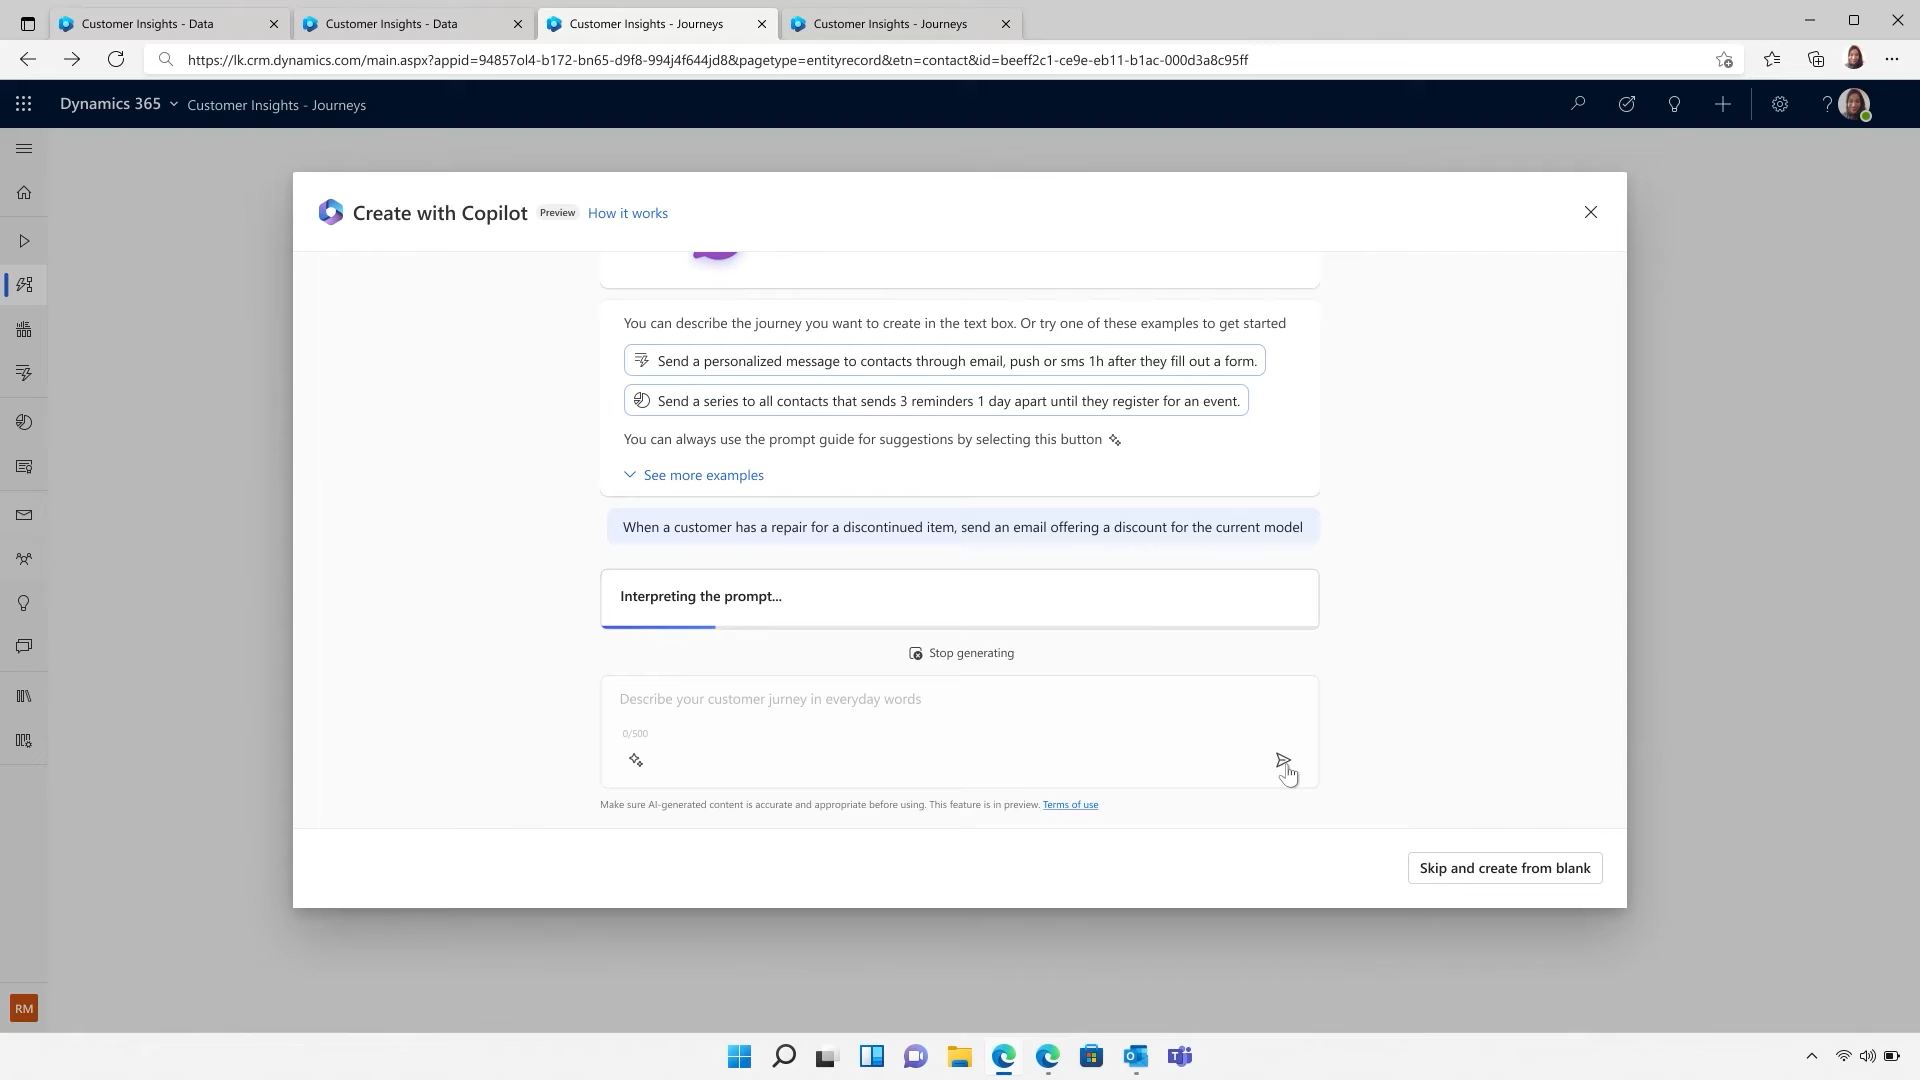 Customer Insights - Data
Customer Insights - Data
Customer Insights - Journeys
Customer Insights - Journeys
https://lk.crm.dynamics.com/main.aspx?appid=94857ol4-b172-bn65-d9f8-994j4f644jd8&pagetype=entityrecord&etn=contact&id=beeff2c1-ce9e-eb11-b1ac-000d3a8c95ff
Dynamics 365 Customer Insights - Journeys
Create with Copilot Preview How it works
You can describe the journey you want to create in the text box. Or try one of these examples to get started
Send a personalized message to contacts through email, push or sms 1h after they fill out a form.
Send a series to all contacts that sends 3 reminders 1 day apart until they register for an event.
You can always use the prompt guide for suggestions by selecting this button
See more examples
When a customer has a repair for a discontinued item, send an email offering a discount for the current model
Interpreting the prompt...
Stop generating
Describe your customer jurney in everyday words
0/500
Make sure AI-generated content is accurate and appropriate before using. This feature is in preview. Terms of use
Skip and create from blank
RM